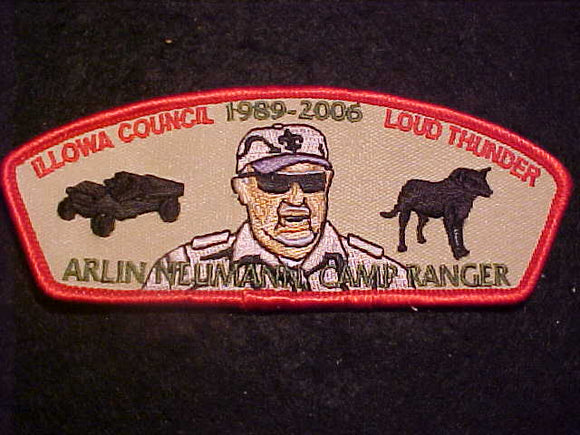 ILLOWA COUNCIL 1989-2006 LOUD THUNDER
ARLIN NEUMANN, CAMP RANGER